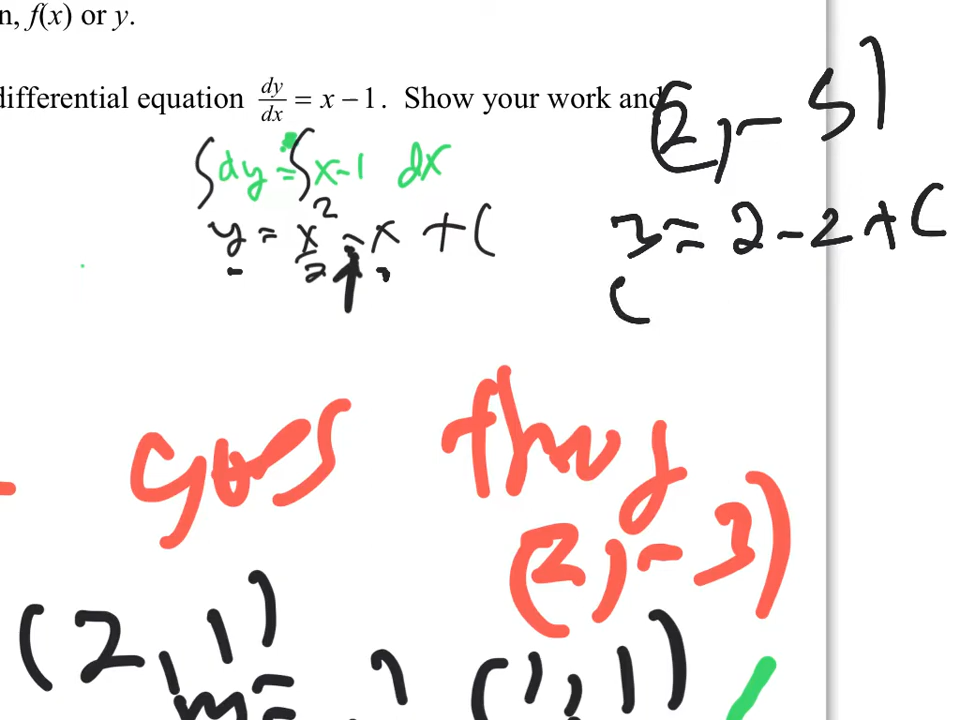 n, f(x) or y.
differential equation dy/dx = x − 1. Show your work and
(2, -5)
∫dy = ∫x-1 dx
y = x²/2 - x + C
3 = 2 - 2 + C
C
goes thru
(2, -3)
(2, 1)
m = 1 (1, 1)